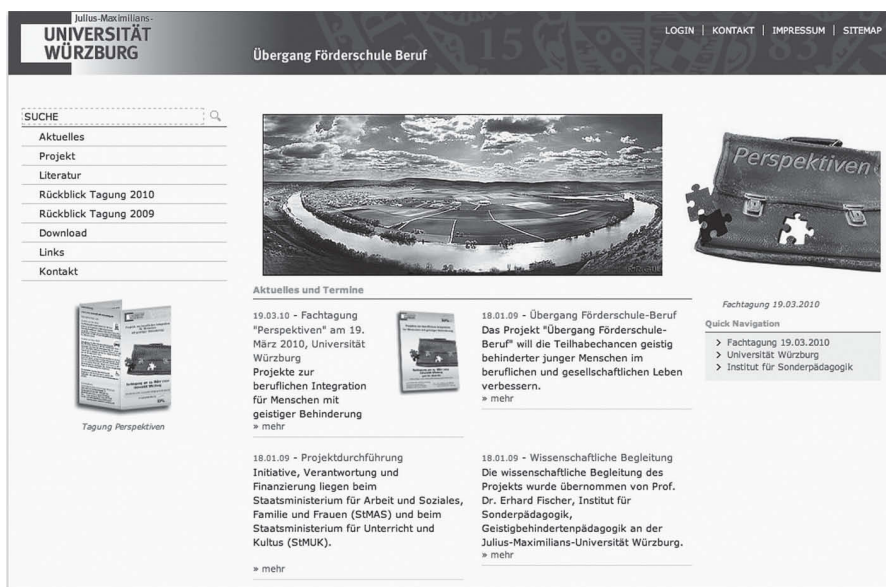 Julius-Maximilians-
UNIVERSITÄT
WÜRZBURG
Übergang Förderschule Beruf
LOGIN | KONTAKT | IMPRESSUM | SITEMAP
SUCHE
Aktuelles
Projekt
Literatur
Rückblick Tagung 2010
Rückblick Tagung 2009
Download
Links
Kontakt
Tagung Perspektiven
Aktuelles und Termine
19.03.10 - Fachtagung
"Perspektiven" am 19.
März 2010, Universität
Würzburg
Projekte zur
beruflichen Integration
für Menschen mit
geistiger Behinderung
» mehr
18.01.09 - Übergang Förderschule-Beruf
Das Projekt "Übergang Förderschule-
Beruf" will die Teilhabechancen geistig
behinderter junger Menschen im
beruflichen und gesellschaftlichen Leben
verbessern.
» mehr
18.01.09 - Projektdurchführung
Initiative, Verantwortung und
Finanzierung liegen beim
Staatsministerium für Arbeit und Soziales,
Familie und Frauen (StMAS) und beim
Staatsministerium für Unterricht und
Kultus (StMUK).
» mehr
18.01.09 - Wissenschaftliche Begleitung
Die wissenschaftliche Begleitung des
Projekts wurde übernommen von Prof.
Dr. Erhard Fischer, Institut für
Sonderpädagogik,
Geistigbehindertenpädagogik an der
Julius-Maximilians-Universität Würzburg.
» mehr
Perspektiven
Fachtagung 19.03.2010
Quick Navigation
> Fachtagung 19.03.2010
> Universität Würzburg
> Institut für Sonderpädagogik